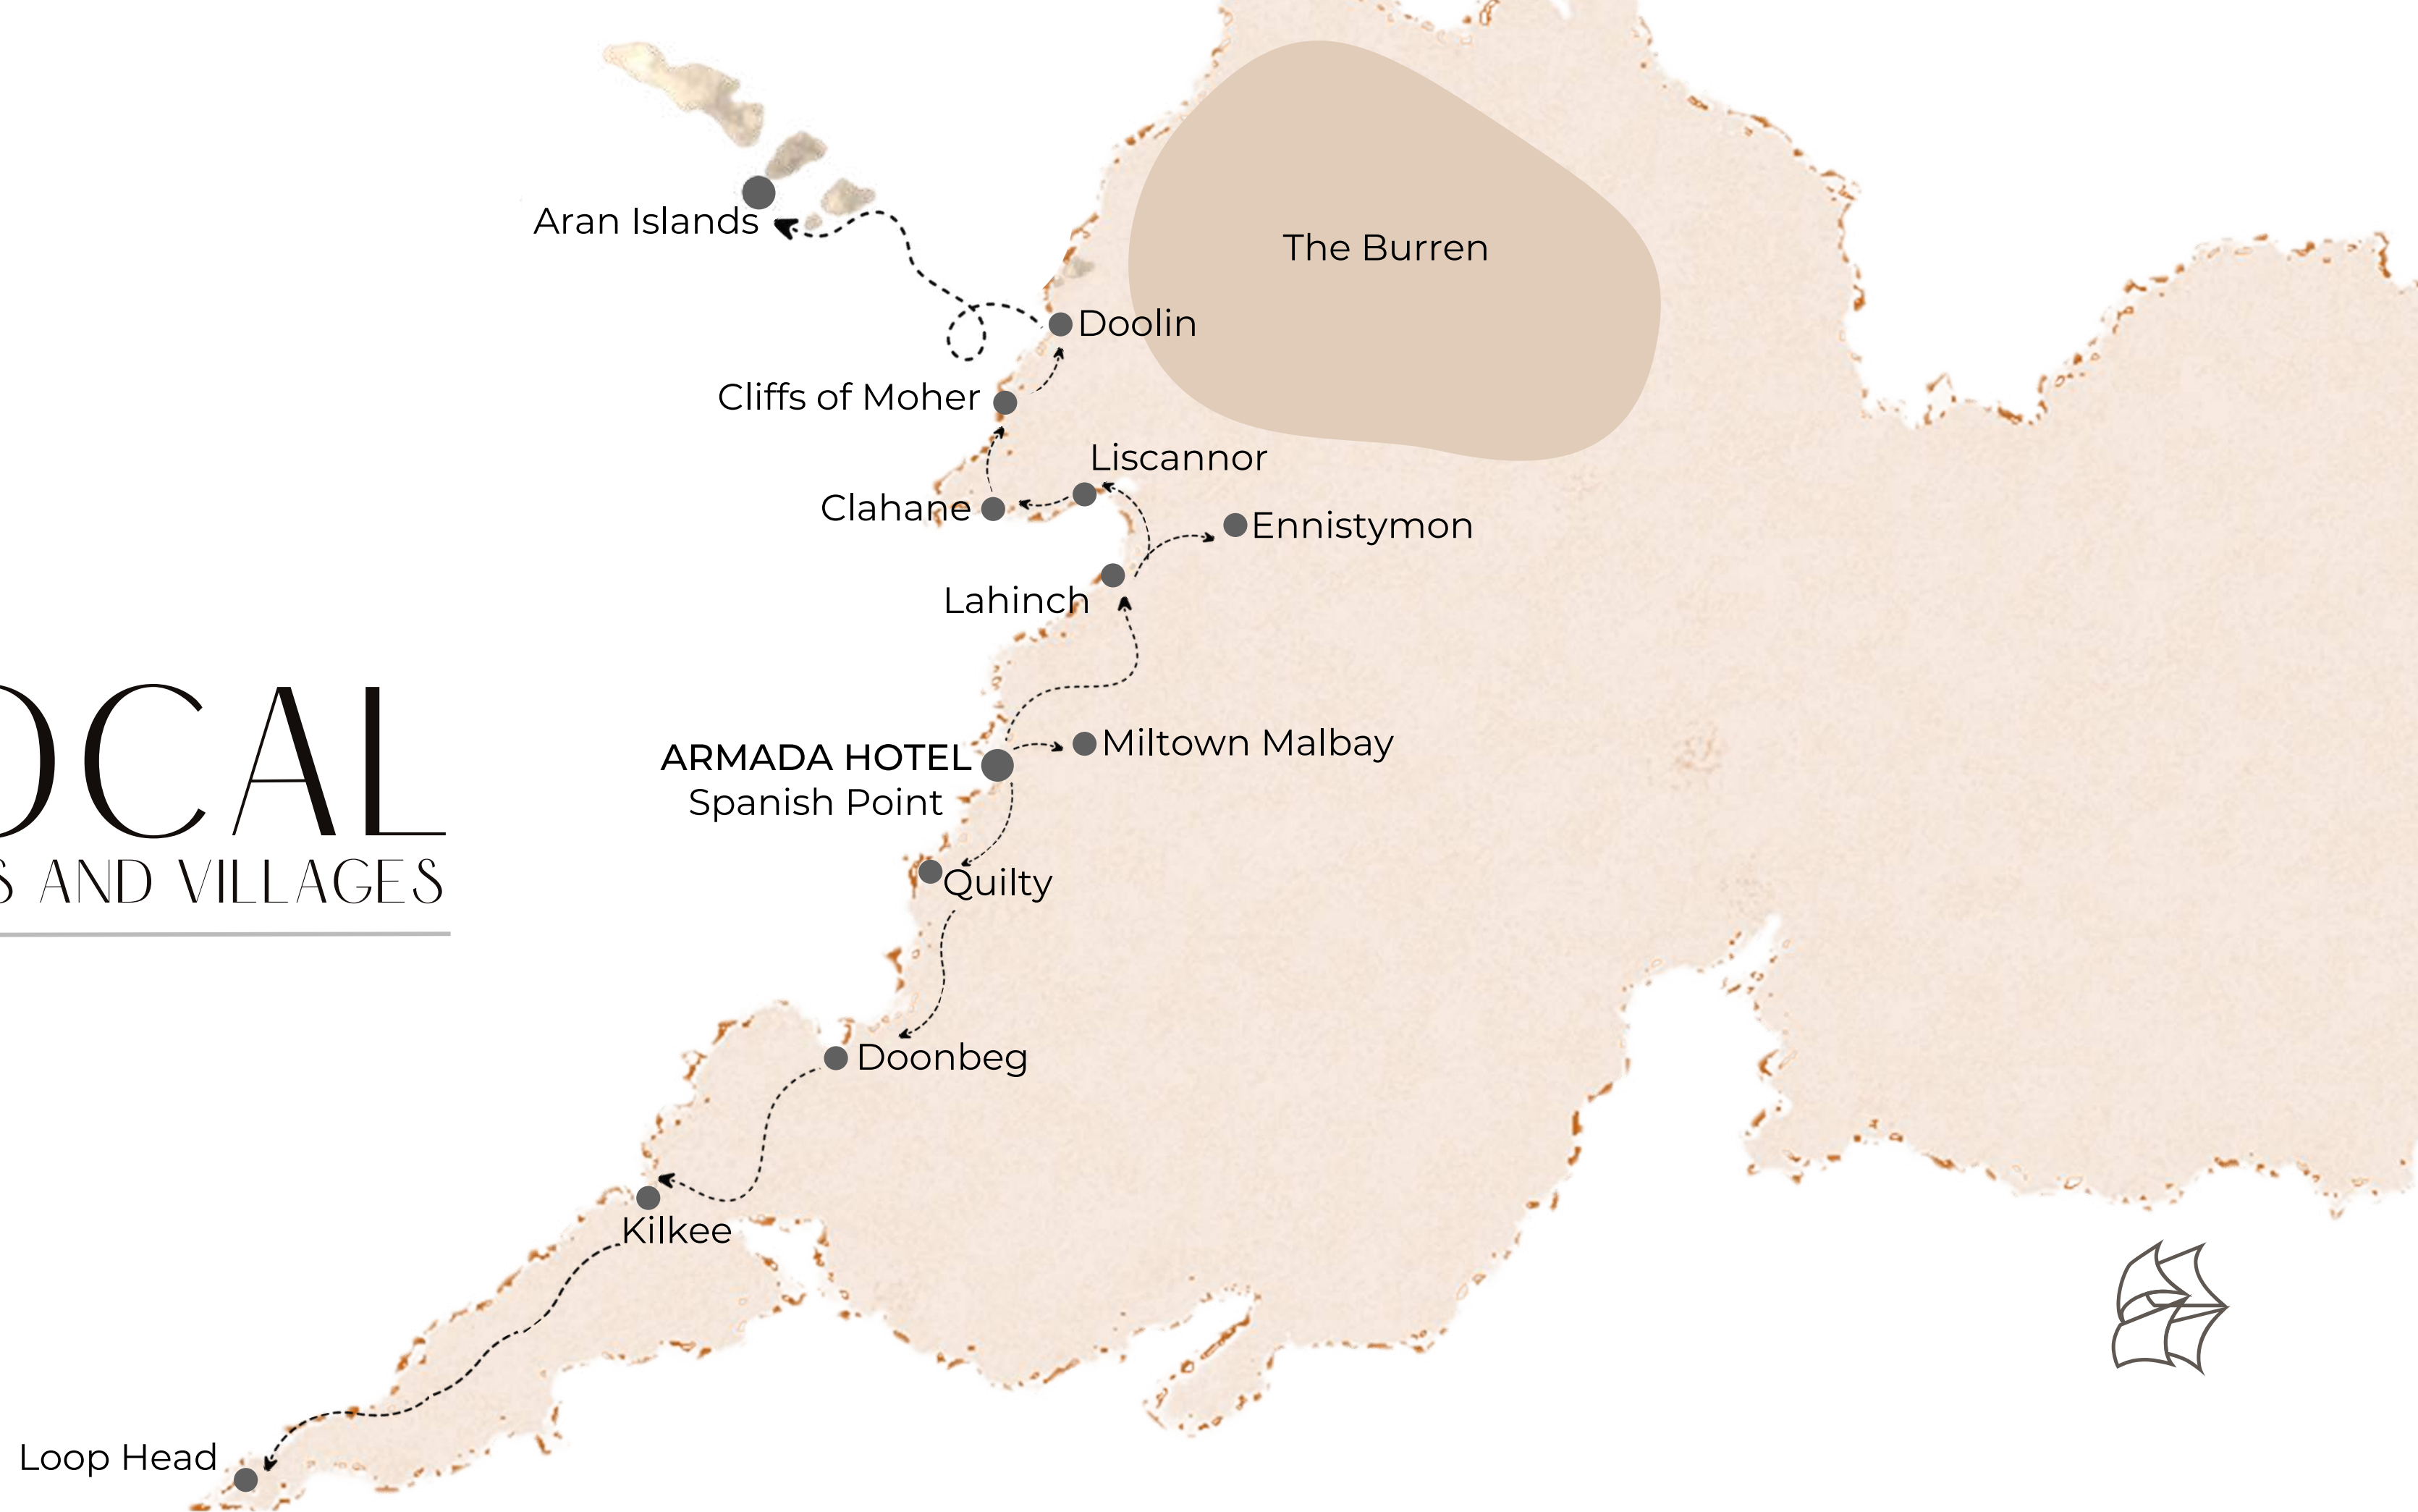 Aran Islands
The Burren
Doolin
Cliffs of Moher
Liscannor
Clahane
Ennistymon
Lahinch
OCAL
S AND VILLAGES
ARMADA HOTEL
Spanish Point
Miltown Malbay
Quilty
Doonbeg
Kilkee
Loop Head